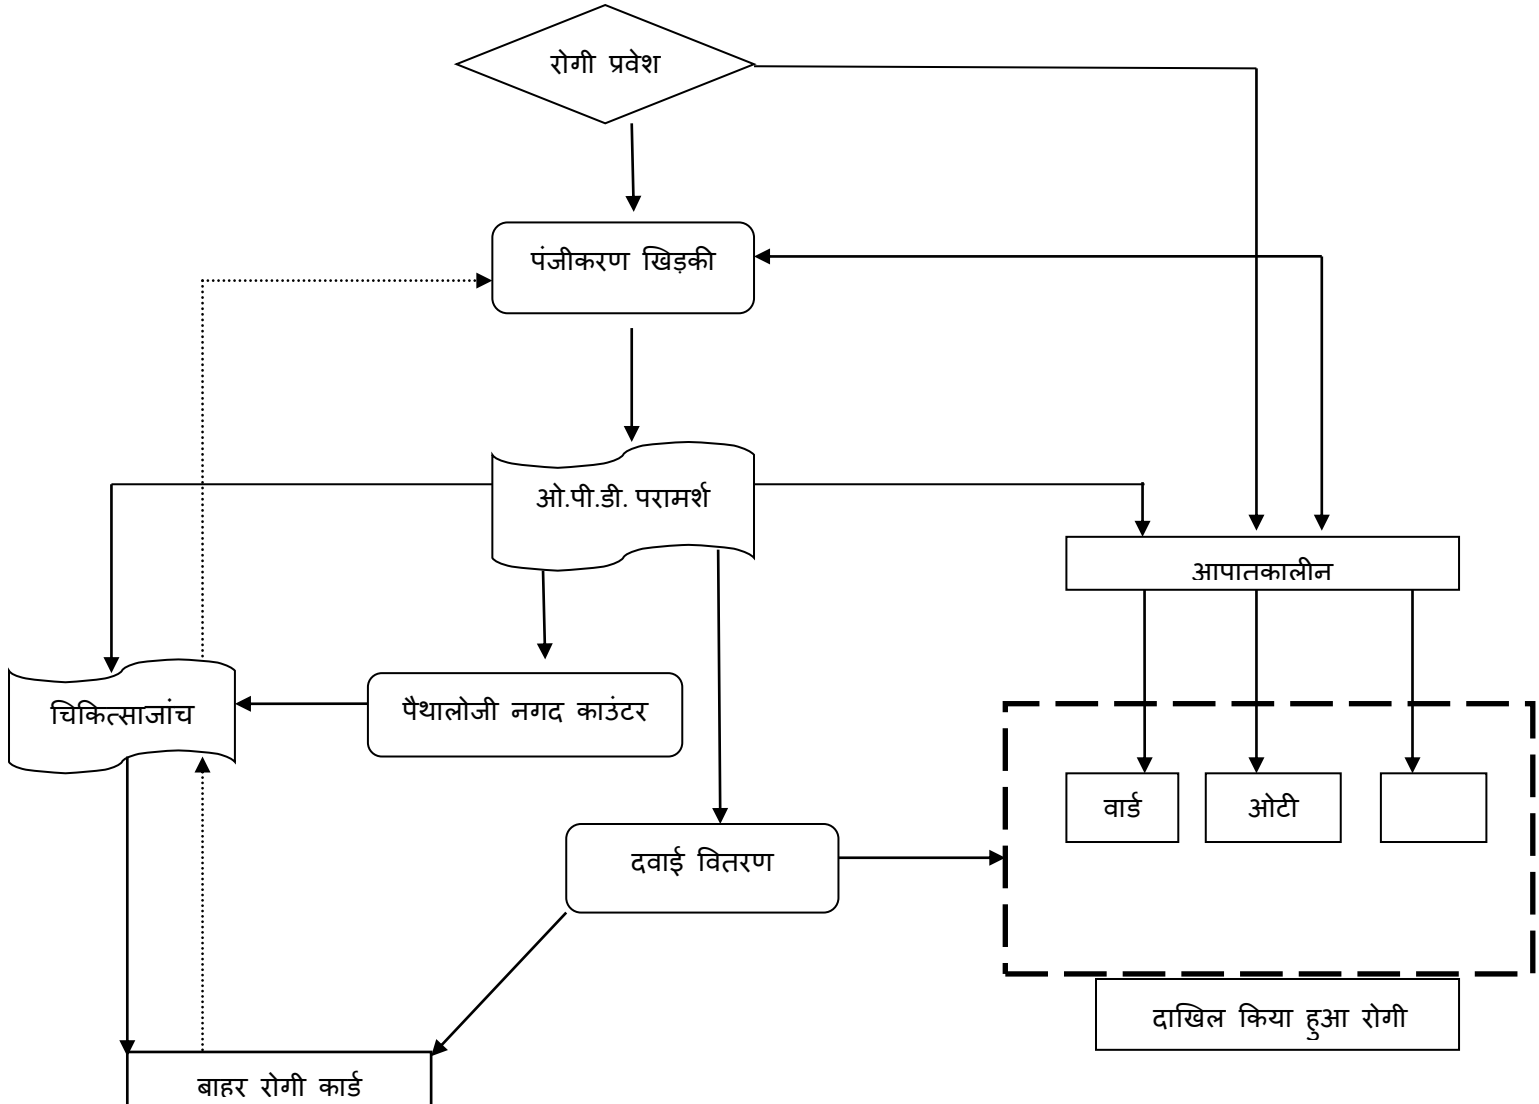 रोगी प्रवेश
पंजीकरण खिड़की
ओ.पी.डी. परामर्श
आपातकालीन
चिकित्साजांच
पैथालोजी नगद काउंटर
वार्ड
ओटी
दवाई वितरण
दाखिल किया हुआ रोगी
बाहर रोगी कार्ड